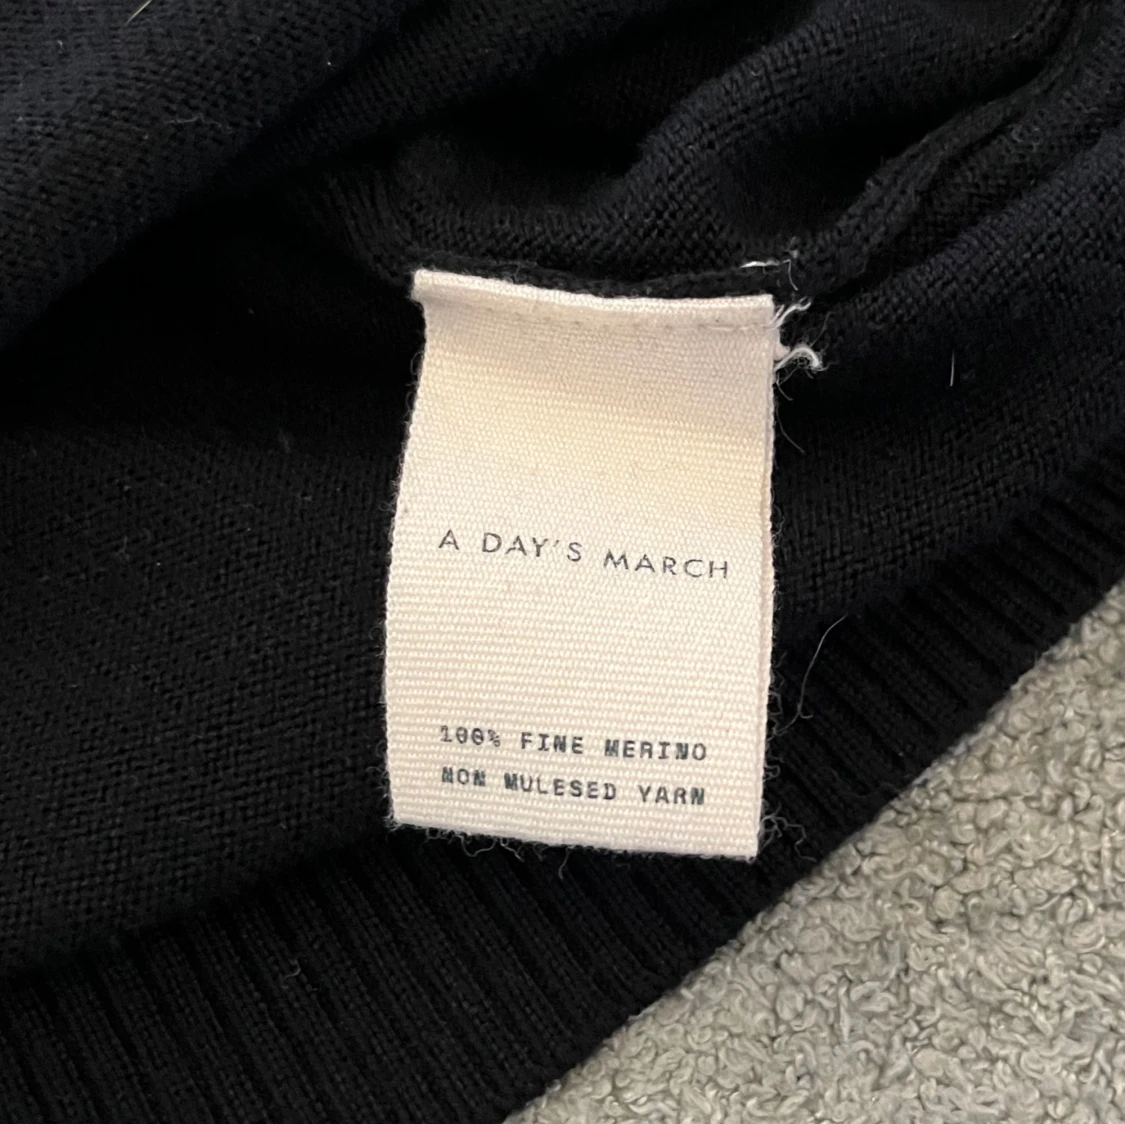 A DAY'S MARCH
100% FINE MERINO
NON MULESED YARN